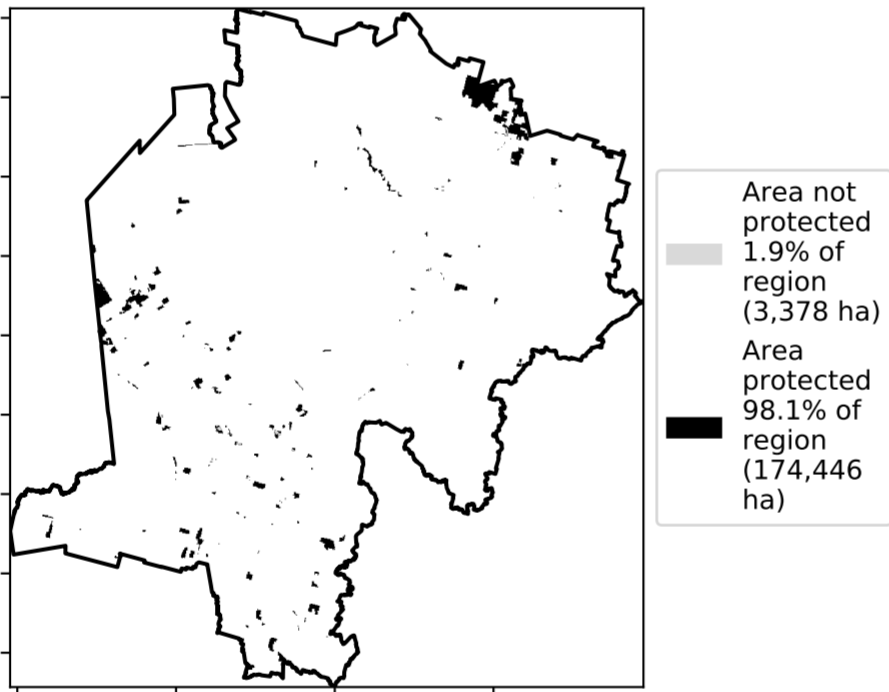 Area not
protected
1.9% of
region
(3,378 ha)
Area
protected
98.1% of
region
(174,446
ha)